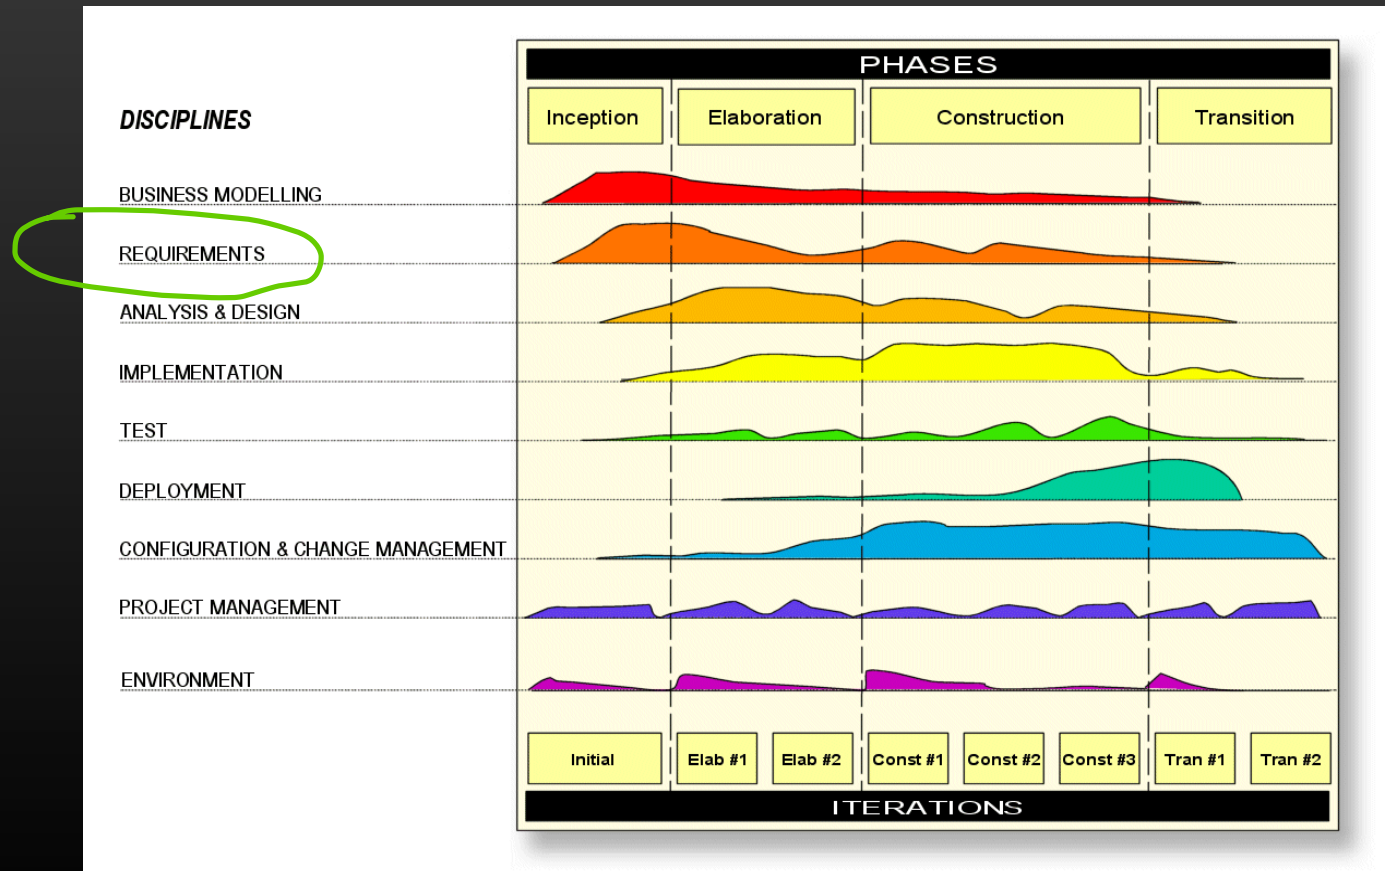 PHASES
DISCIPLINES
Inception
Elaboration
Construction
Transition
BUSINESS MODELLING
REQUIREMENTS
ANALYSIS & DESIGN
IMPLEMENTATION
TEST
DEPLOYMENT
CONFIGURATION & CHANGE MANAGEMENT
PROJECT MANAGEMENT
ENVIRONMENT
Initial
Elab #1
Elab #2
Const #1
Const #2
Const #3
Tran #1
Tran #2
ITERATIONS